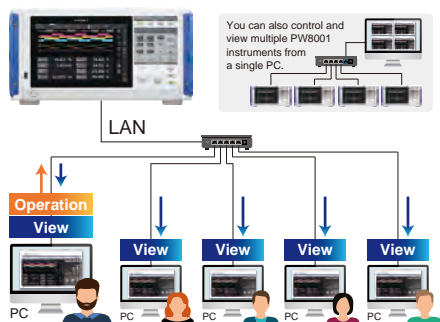 You can also control and
view multiple PW8001
instruments from
a single PC.
LAN
Operation
View
View
View
View
View
PC
PC
PC
PC
PC